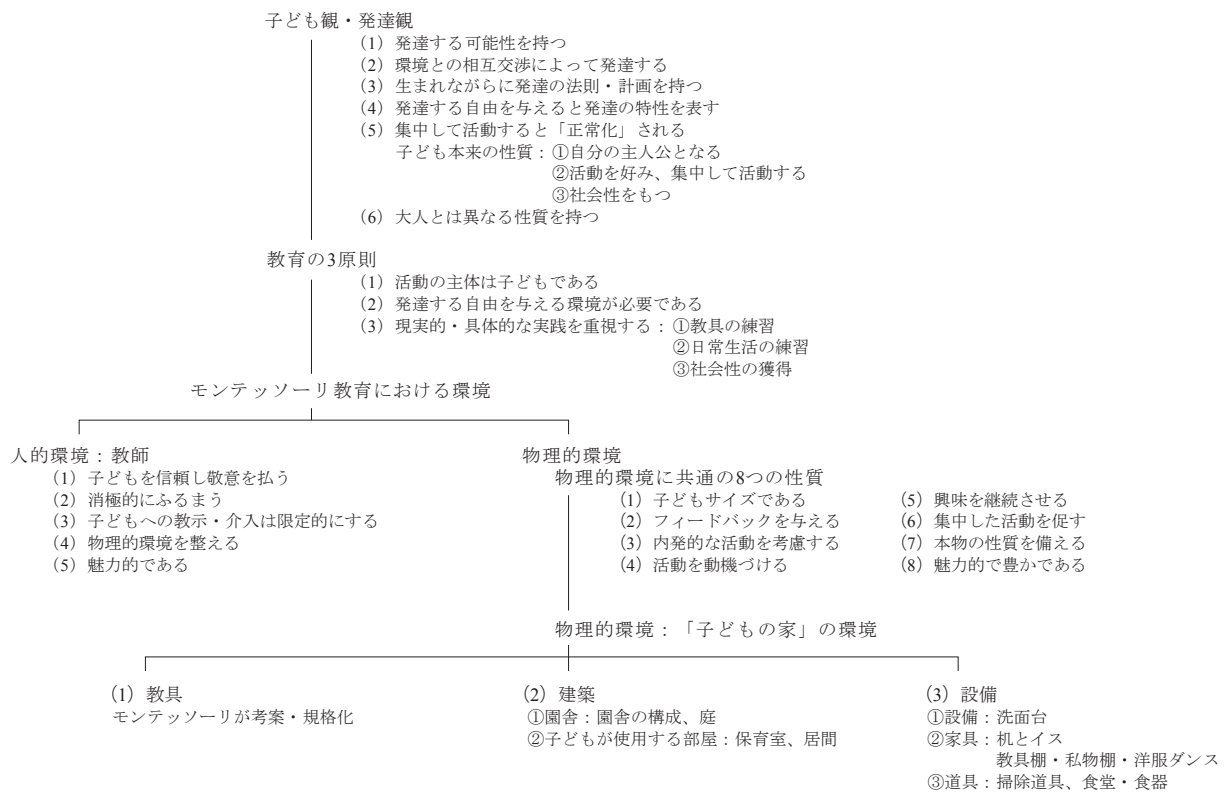 子ども観・発達観
(1) 発達する可能性を持つ
(2) 環境との相互交渉によって発達する
(3) 生まれながらに発達の法則・計画を持つ
(4) 発達する自由を与えると発達の特性を表す
(5) 集中して活動すると「正常化」される
子ども本来の性質：①自分の主人公となる
②活動を好み、集中して活動する
③社会性をもつ
(6) 大人とは異なる性質を持つ
教育の3原則
(1) 活動の主体は子どもである
(2) 発達する自由を与える環境が必要である
(3) 現実的・具体的な実践を重視する：①教具の練習
②日常生活の練習
③社会性の獲得
モンテッソーリ教育における環境
人的環境：教師
(1) 子どもを信頼し敬意を払う
(2) 消極的にふるまう
(3) 子どもへの教示・介入は限定的にする
(4) 物理的環境を整える
(5) 魅力的である
物理的環境
物理的環境に共通の8つの性質
(1) 子どもサイズである
(2) フィードバックを与える
(3) 内発的な活動を考慮する
(4) 活動を動機づける
(5) 興味を継続させる
(6) 集中した活動を促す
(7) 本物の性質を備える
(8) 魅力的で豊かである
物理的環境：「子どもの家」の環境
(1) 教具
モンテッソーリが考案・規格化
(2) 建築
①園舎：園舎の構成、庭
②子どもが使用する部屋：保育室、居間
(3) 設備
①設備：洗面台
②家具：机とイス
教具棚・私物棚・洋服ダンス
③道具：掃除道具、食堂・食器